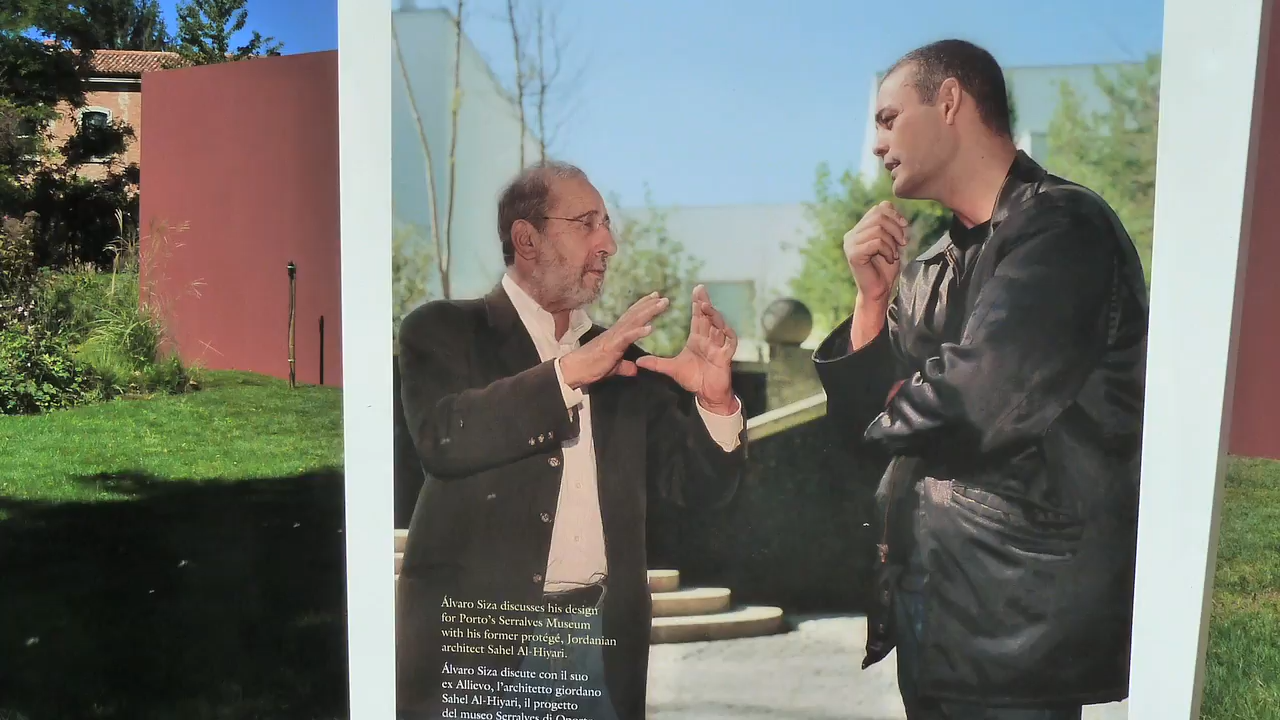 Álvaro Siza discusses his design
for Porto's Serralves Museum
with his former protégé, Jordanian
architect Sahel Al-Hiyari.
Álvaro Siza discute con il suo
ex Allievo, l'architetto giordano
Sahel Al-Hiyari, il progetto
del museo Serralves di Oporto